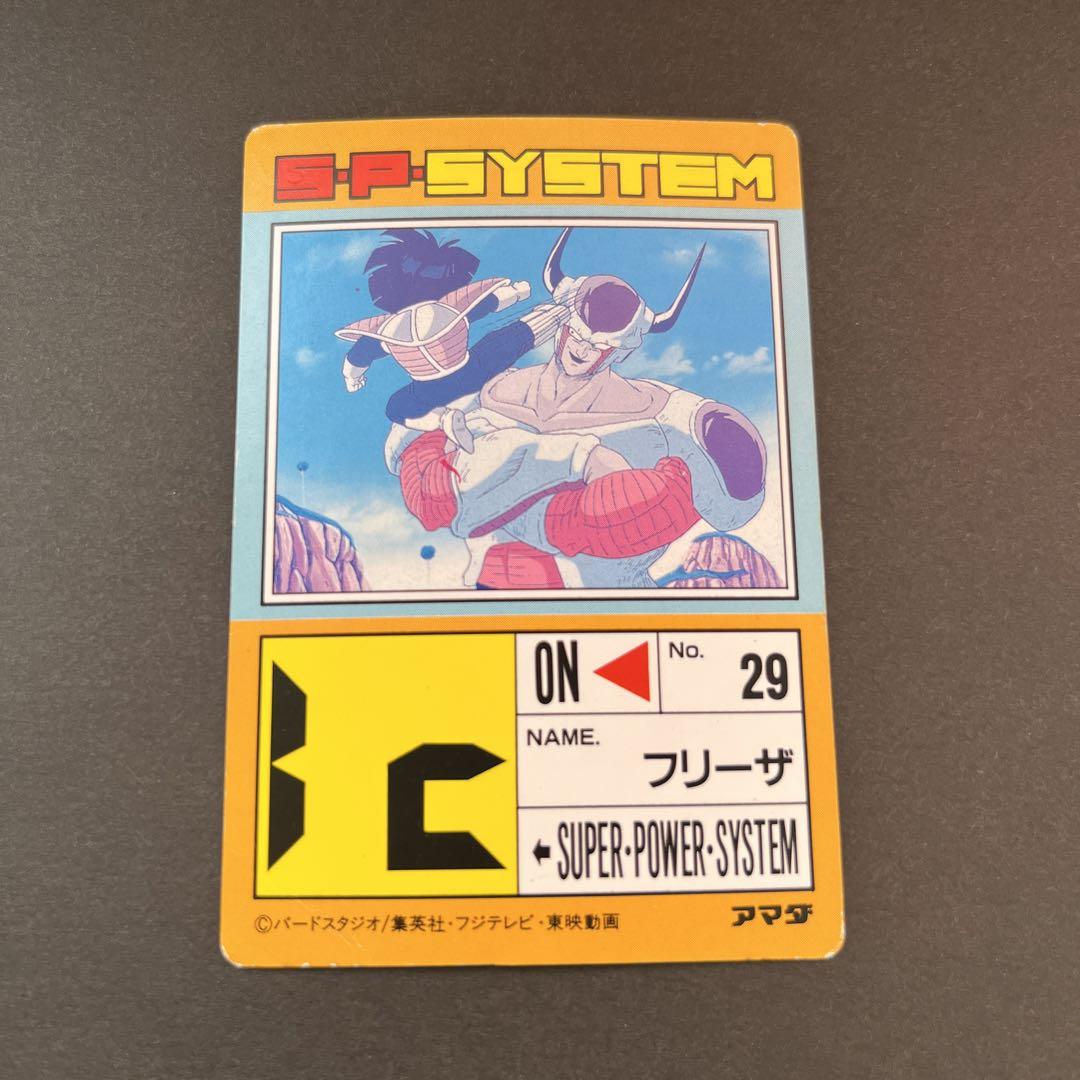 S・P・SYSTEM
ON
No. 29
NAME.
フリーザ
SUPER・POWER・SYSTEM
©バードスタジオ/集英社・フジテレビ・東映動画
アマダ